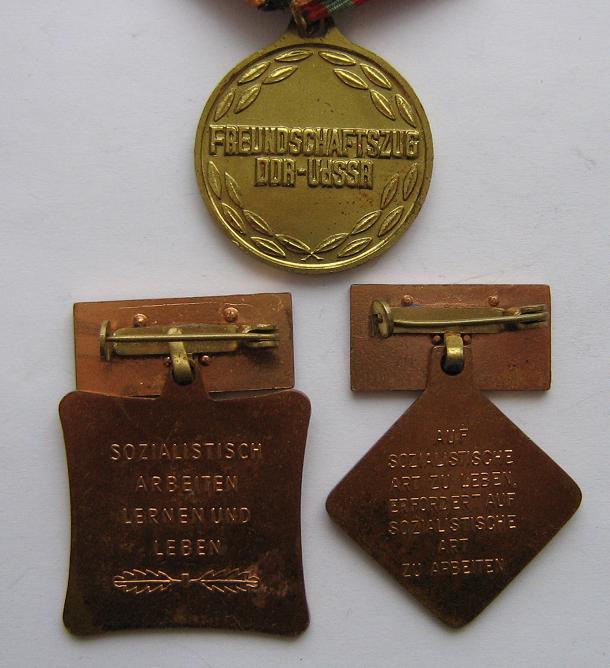 FREUNDSCHAFTSZUG
DDR-UdSSR
SOZIALISTISCH
ARBEITEN
LERNEN UND
LEBEN
AUF
SOZIALISTISCHE
ART ZU LEBEN,
ERFORDERT AUF
SOZIALISTISCHE
ART
ZU ARBEITEN